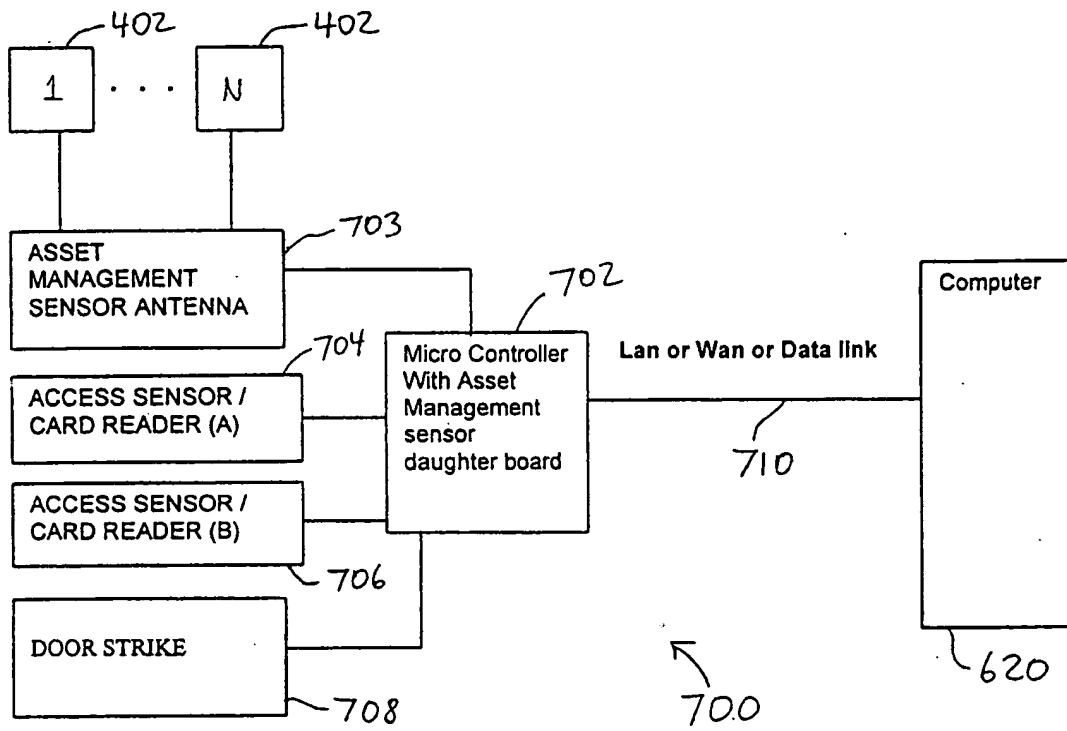 402
402
1 . . . N
703
ASSET
MANAGEMENT
SENSOR ANTENNA
704
ACCESS SENSOR /
CARD READER (A)
ACCESS SENSOR /
CARD READER (B)
706
DOOR STRIKE
708
702
Micro Controller
With Asset
Management
sensor
daughter board
Lan or Wan or Data link
710
Computer
620
700